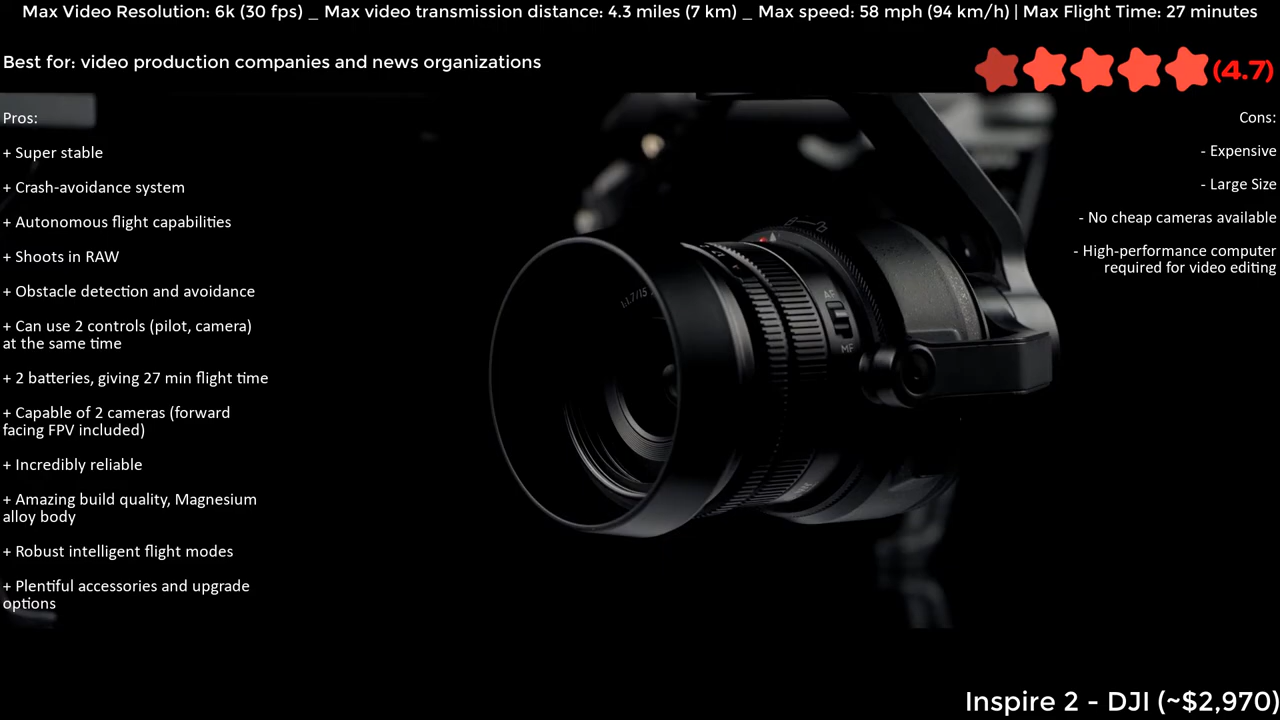 Max Video Resolution: 6k (30 fps) _ Max video transmission distance: 4.3 miles (7 km) _ Max speed: 58 mph (94 km/h) | Max Flight Time: 27 minutes
Best for: video production companies and news organizations
(4.7)
Pros:
+ Super stable
+ Crash-avoidance system
+ Autonomous flight capabilities
+ Shoots in RAW
+ Obstacle detection and avoidance
+ Can use 2 controls (pilot, camera)
at the same time
+ 2 batteries, giving 27 min flight time
+ Capable of 2 cameras (forward
facing FPV included)
+ Incredibly reliable
+ Amazing build quality, Magnesium
alloy body
+ Robust intelligent flight modes
+ Plentiful accessories and upgrade
options
Cons:
- Expensive
- Large Size
- No cheap cameras available
- High-performance computer
required for video editing
AF
MF
Inspire 2 - DJI (~$2,970)